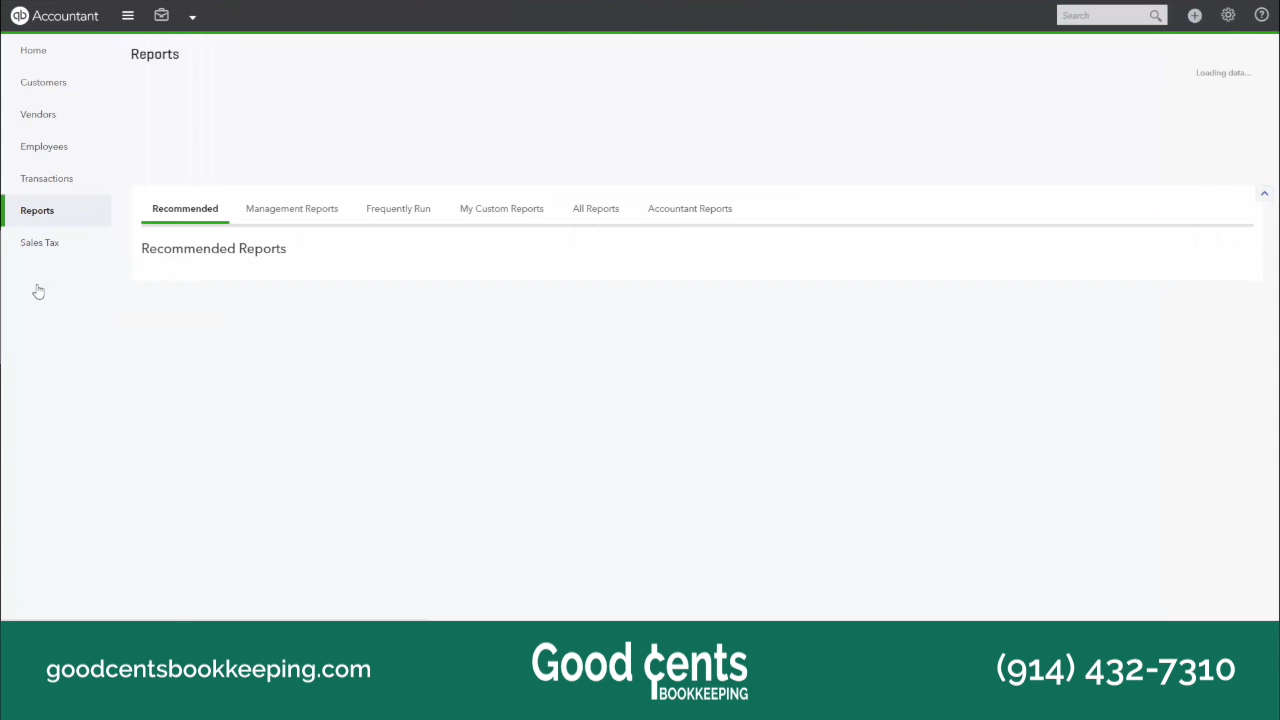 qb Accountant
Search
Home
Customers
Vendors
Employees
Transactions
Reports
Sales Tax
Reports
Loading data...
Recommended Management Reports Frequently Run My Custom Reports All Reports Accountant Reports
Recommended Reports
goodcentsbookkeeping.com
Good cents
BOOKKEEPING
(914) 432-7310